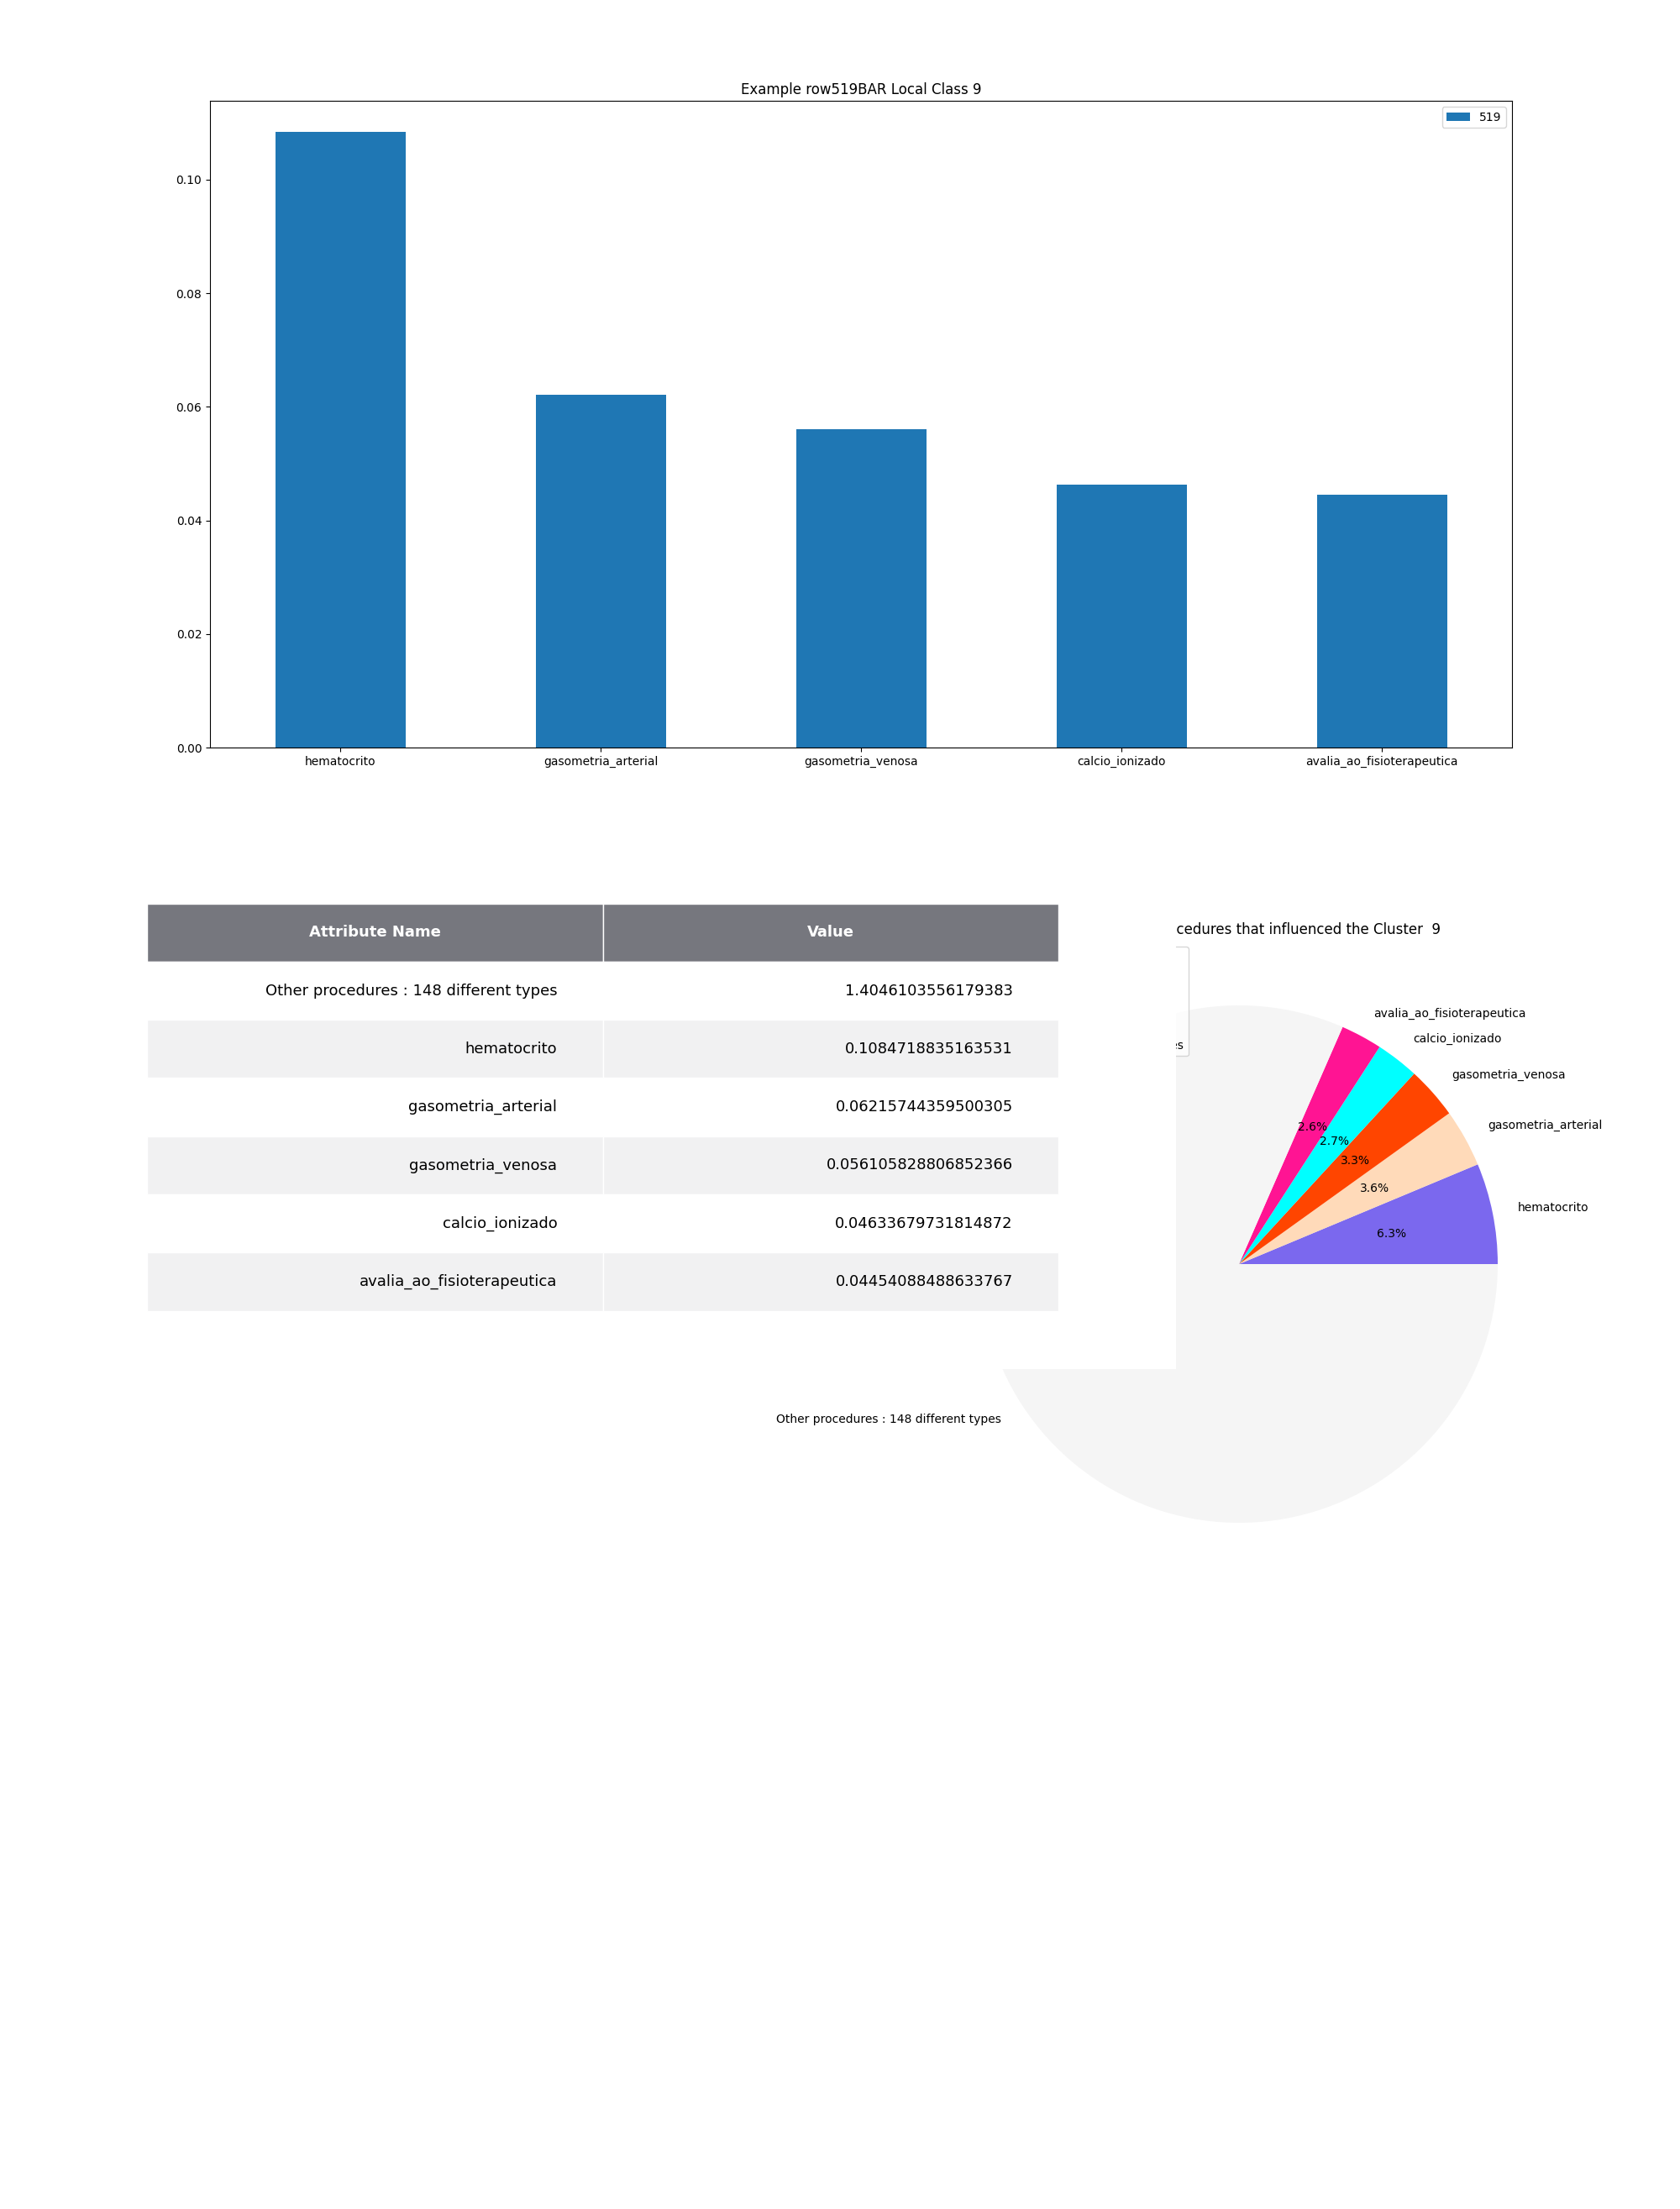 Example row519BAR Local Class 9
519
0.10
0.08
0.06
0.04
0.02
0.00
hematocrito
gasometria_arterial
gasometria_venosa
calcio_ionizado
avalia_ao_fisioterapeutica
Attribute Name Value
Other procedures : 148 different types 1.4046103556179383
hematocrito 0.1084718835163531
gasometria_arterial 0.06215744359500305
gasometria_venosa 0.056105828806852366
calcio_ionizado 0.04633679731814872
avalia_ao_fisioterapeutica 0.04454088488633767
cedures that influenced the Cluster 9
avalia_ao_fisioterapeutica
calcio_ionizado
gasometria_venosa
gasometria_arterial
hematocrito
2.6%
2.7%
3.3%
3.6%
6.3%
Other procedures : 148 different types